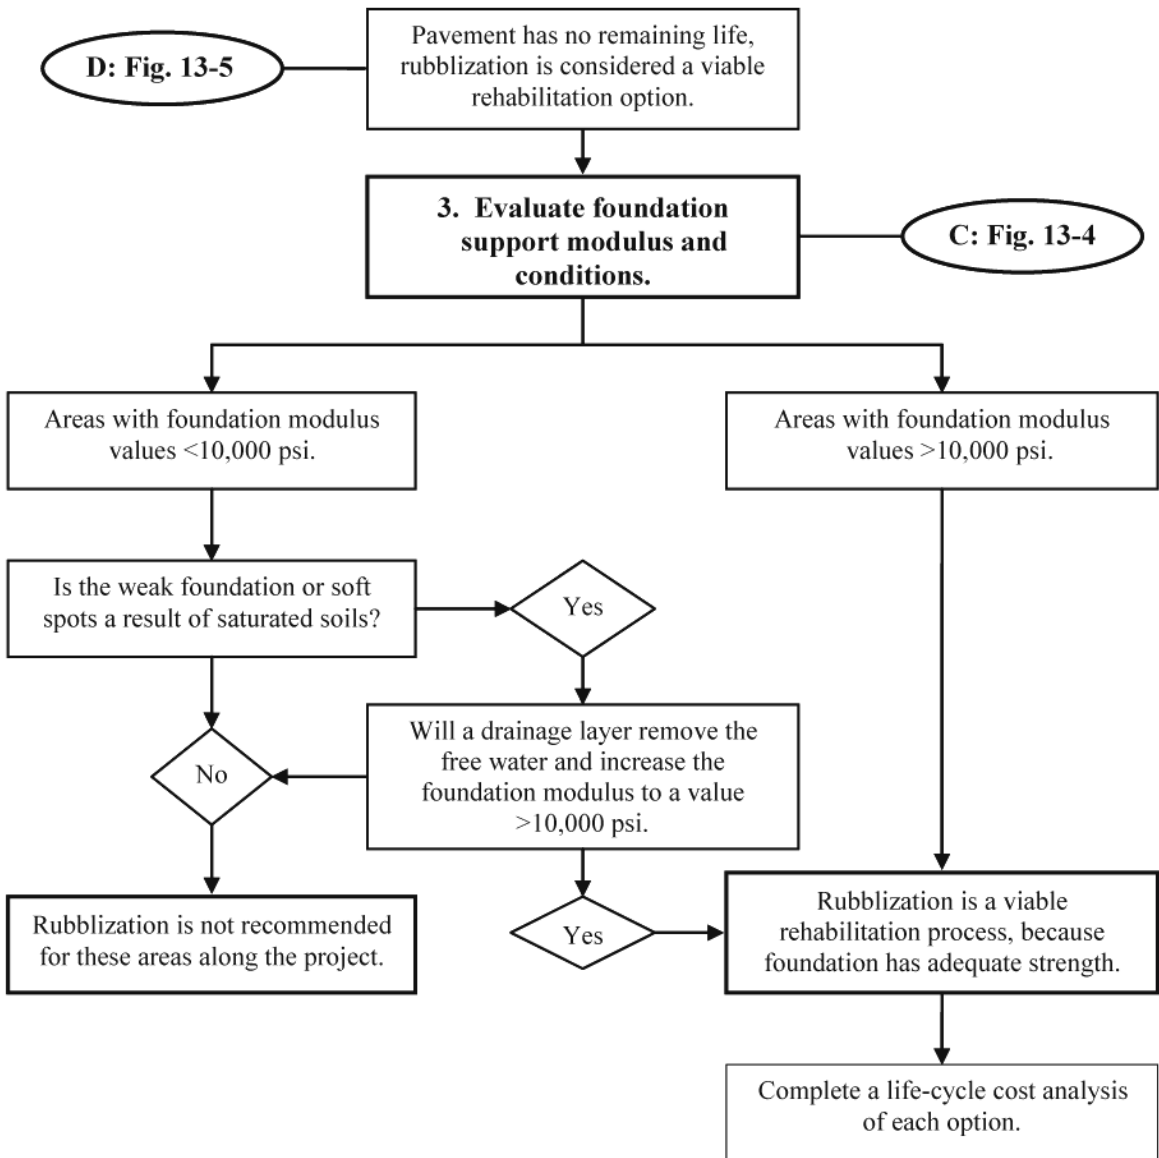 D: Fig. 13-5
Pavement has no remaining life,
rubblization is considered a viable
rehabilitation option.
3. Evaluate foundation
support modulus and
conditions.
C: Fig. 13-4
Areas with foundation modulus
values <10,000 psi.
Areas with foundation modulus
values >10,000 psi.
Is the weak foundation or soft
spots a result of saturated soils?
Yes
No
Will a drainage layer remove the
free water and increase the
foundation modulus to a value
>10,000 psi.
Rubblization is not recommended
for these areas along the project.
Yes
Rubblization is a viable
rehabilitation process, because
foundation has adequate strength.
Complete a life-cycle cost analysis
of each option.